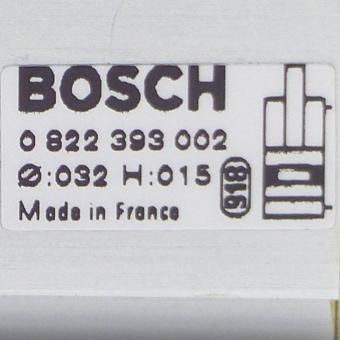 BOSCH
0 822 393 002
Ø:032 H:015
918
Made in France